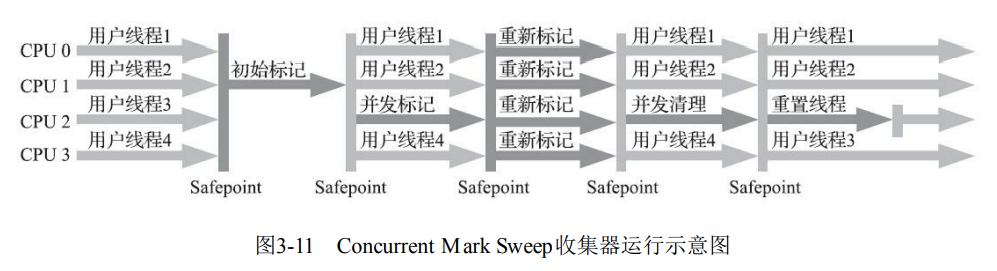 CPU 0 用户线程1 用户线程1 重新标记 用户线程1 用户线程1
初始标记
CPU 1 用户线程2 用户线程2 重新标记 用户线程2 用户线程2
CPU 2 用户线程3 并发标记 重新标记 并发清理 重置线程
CPU 3 用户线程4 用户线程4 重新标记 用户线程4 用户线程3
Safepoint Safepoint Safepoint Safepoint Safepoint
图3-11 Concurrent Mark Sweep收集器运行示意图